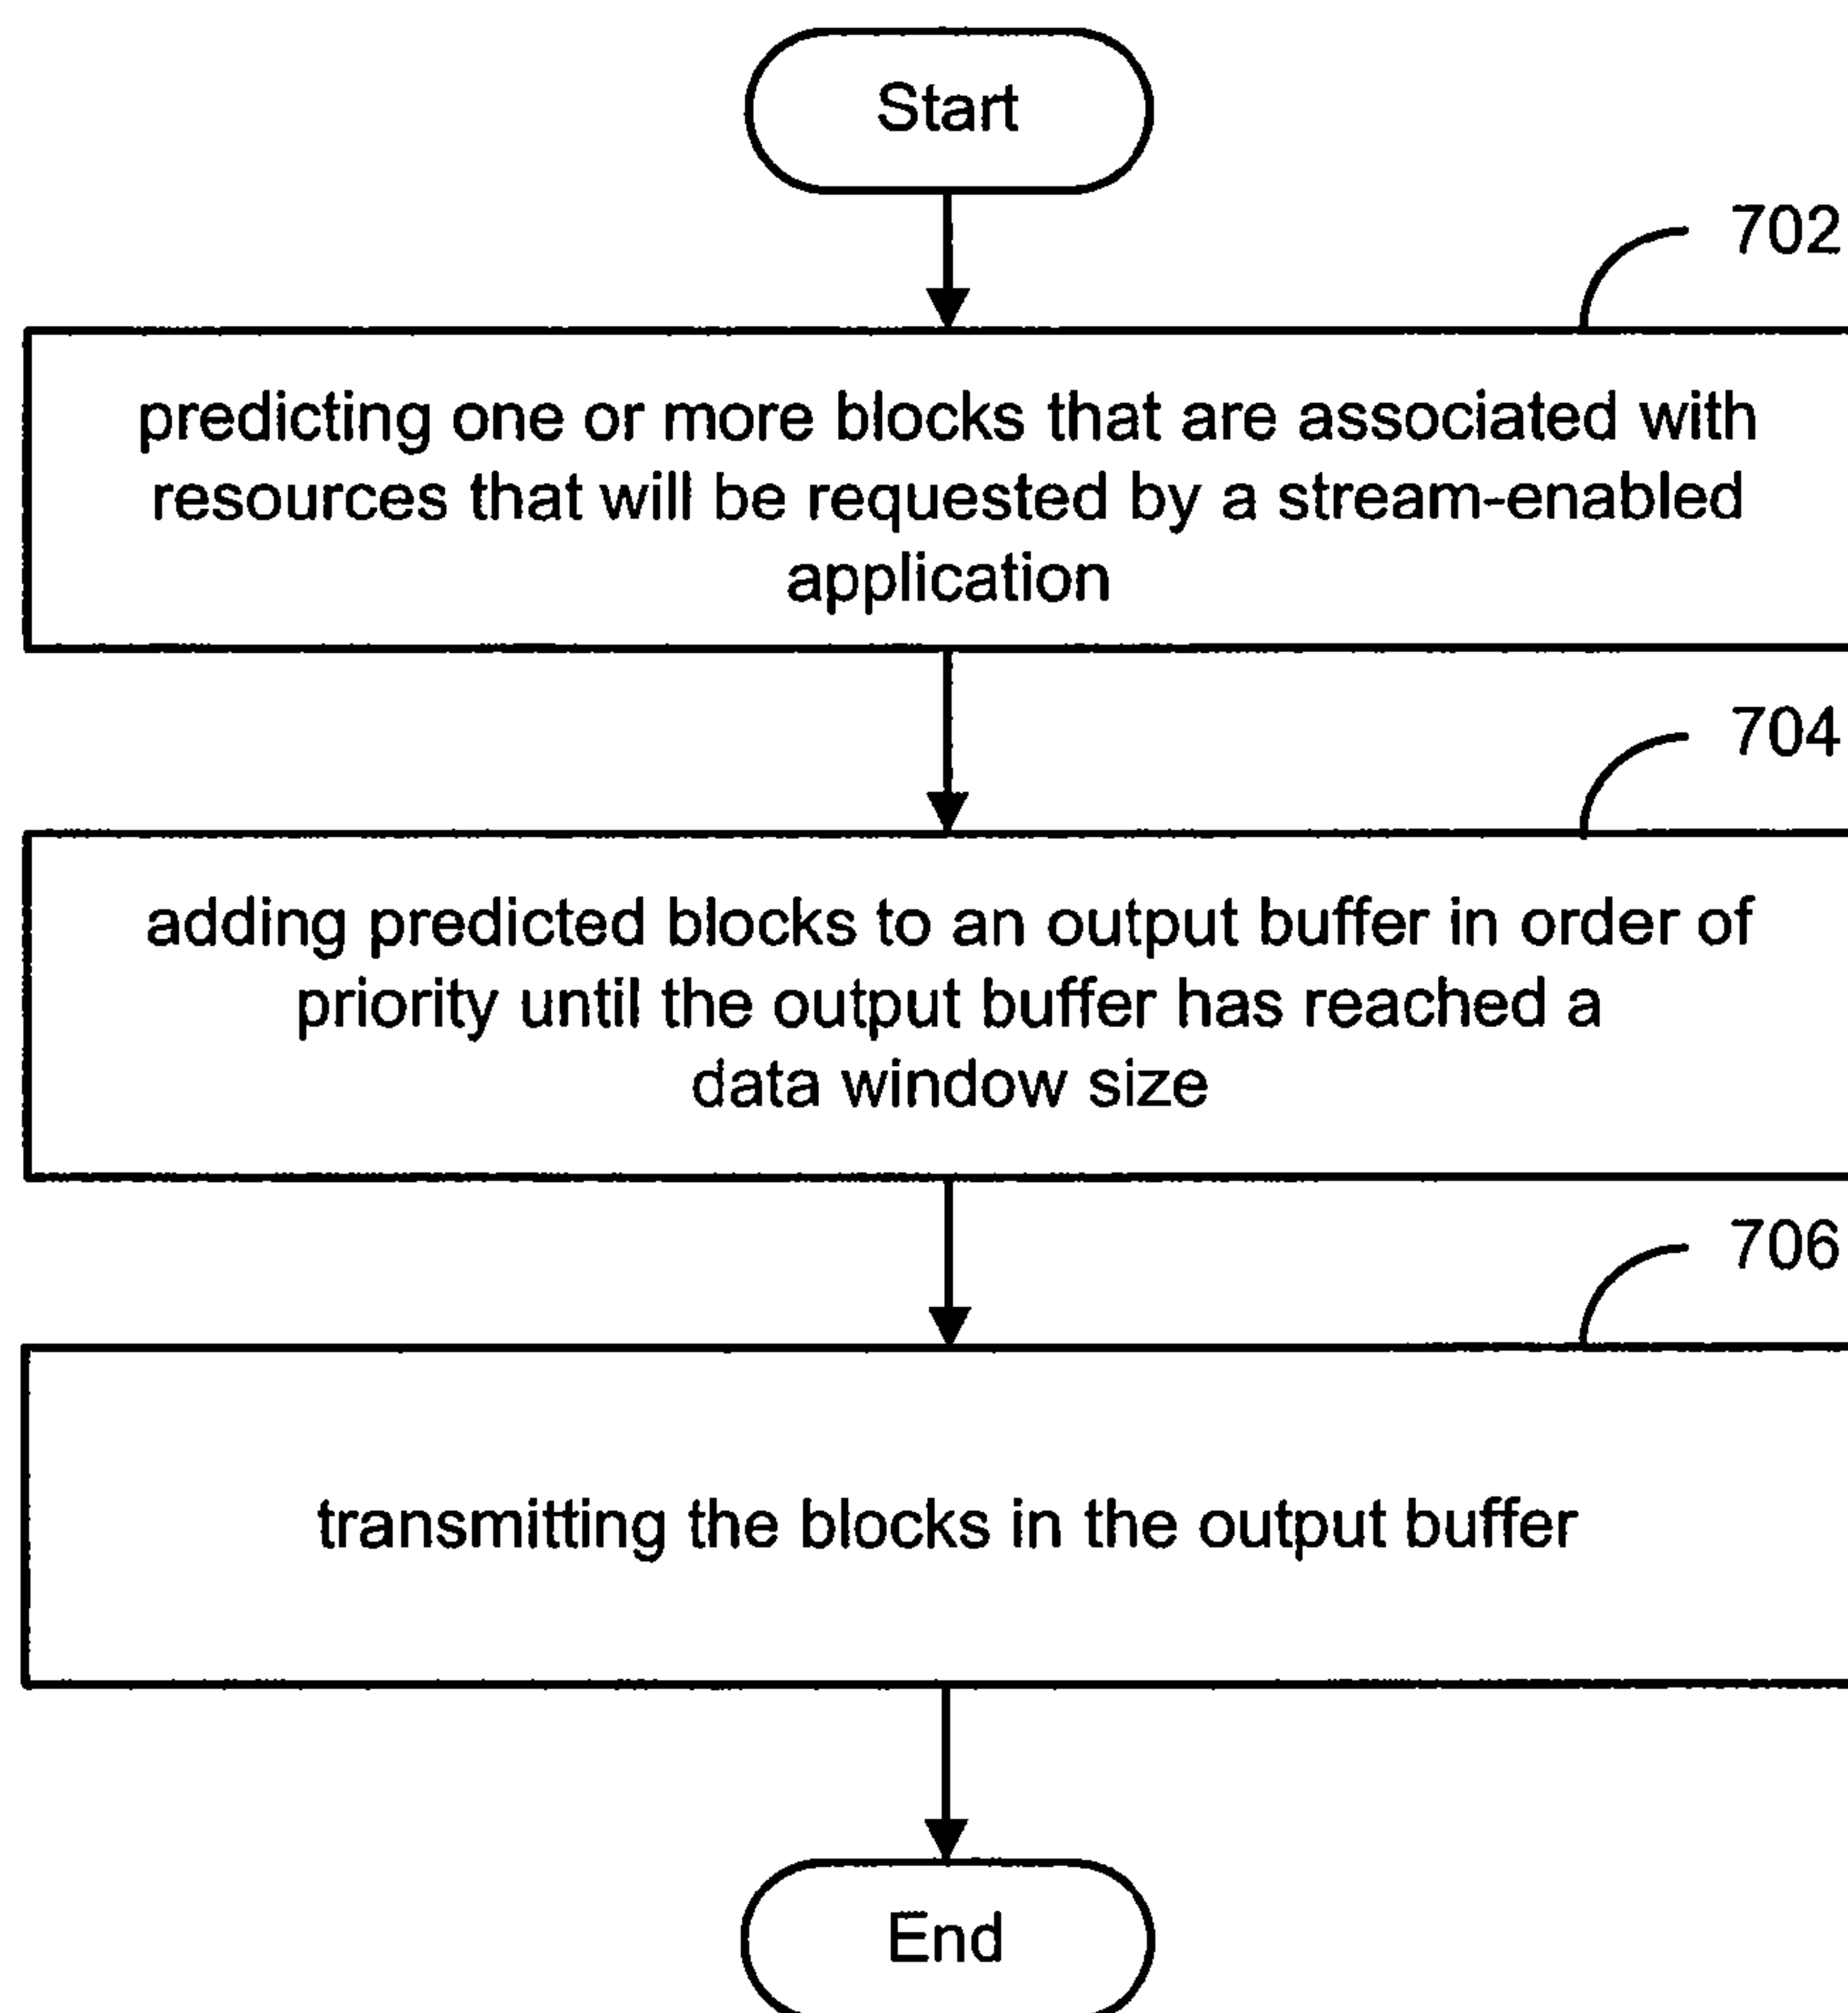 Start
702
predicting one or more blocks that are associated with
resources that will be requested by a stream-enabled
application
704
adding predicted blocks to an output buffer in order of
priority until the output buffer has reached a
data window size
706
transmitting the blocks in the output buffer
End